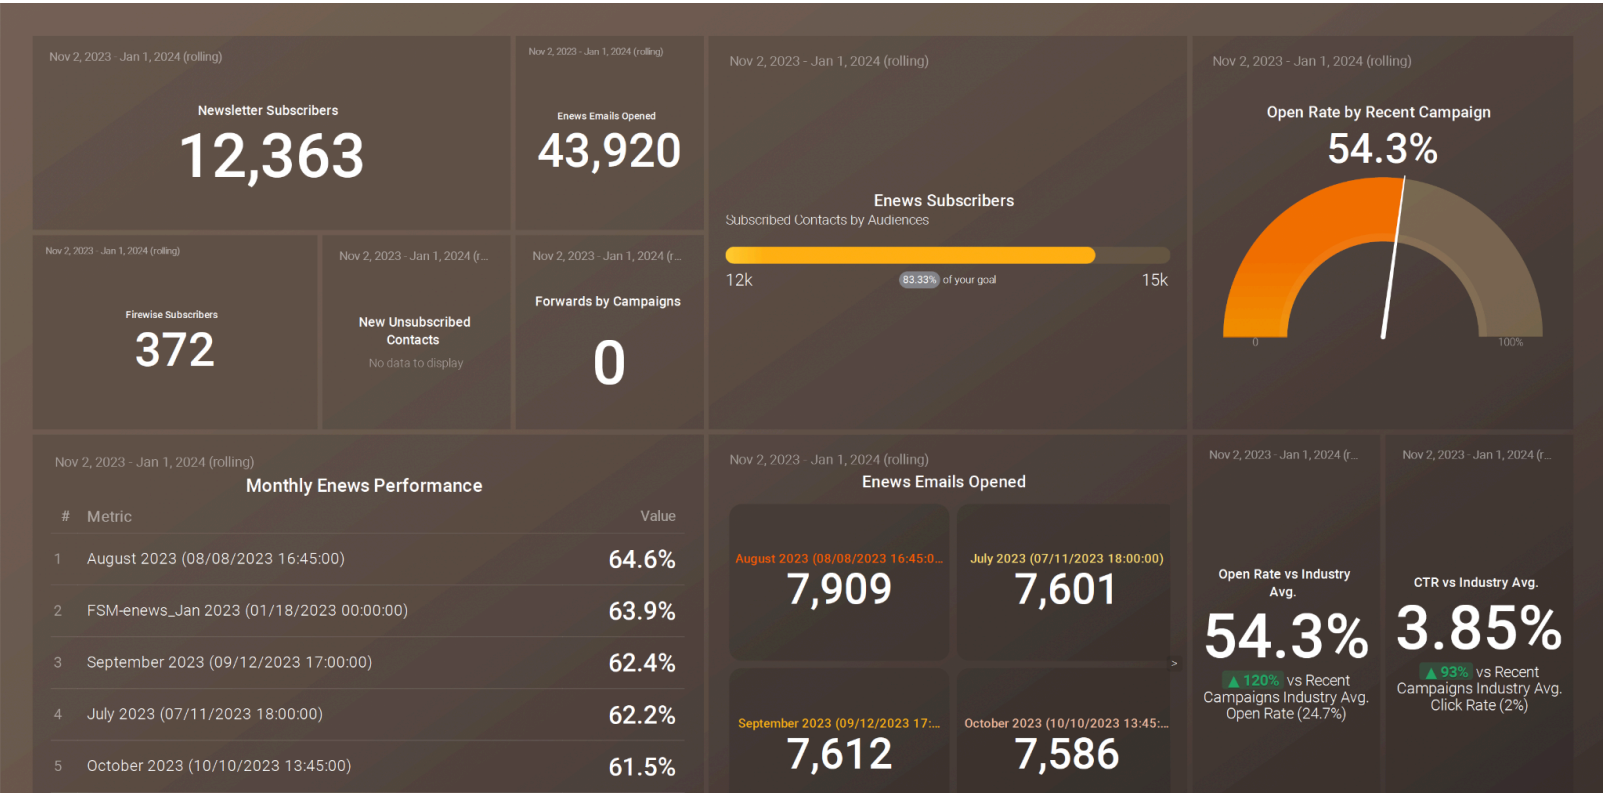 Nov 2, 2023 - Jan 1, 2024 (rolling)
Newsletter Subscribers
12,363
Nov 2, 2023 - Jan 1, 2024 (rolling)
Enews Emails Opened
43,920
Nov 2, 2023 - Jan 1, 2024 (rolling)
Enews Subscribers
Subscribed Contacts by Audiences
12k
83.33% of your goal
15k
Nov 2, 2023 - Jan 1, 2024 (rolling)
Open Rate by Recent Campaign
54.3%
0
100%
Nov 2, 2023 - Jan 1, 2024 (rolling)
Firewise Subscribers
372
Nov 2, 2023 - Jan 1, 2024 (r...
New Unsubscribed
Contacts
No data to display
Nov 2, 2023 - Jan 1, 2024 (r...
Forwards by Campaigns
0
Nov 2, 2023 - Jan 1, 2024 (rolling)
Monthly Enews Performance
# Metric Value
1 August 2023 (08/08/2023 16:45:00) 64.6%
2 FSM-enews_Jan 2023 (01/18/2023 00:00:00) 63.9%
3 September 2023 (09/12/2023 17:00:00) 62.4%
4 July 2023 (07/11/2023 18:00:00) 62.2%
5 October 2023 (10/10/2023 13:45:00) 61.5%
Nov 2, 2023 - Jan 1, 2024 (rolling)
Enews Emails Opened
August 2023 (08/08/2023 16:45:0...
7,909
July 2023 (07/11/2023 18:00:00)
7,601
>
September 2023 (09/12/2023 17:...
7,612
October 2023 (10/10/2023 13:45:...
7,586
Nov 2, 2023 - Jan 1, 2024 (r...
Open Rate vs Industry
Avg.
54.3%
▲ 120% vs Recent
Campaigns Industry Avg.
Open Rate (24.7%)
Nov 2, 2023 - Jan 1, 2024 (r...
CTR vs Industry Avg.
3.85%
▲ 93% vs Recent
Campaigns Industry Avg.
Click Rate (2%)